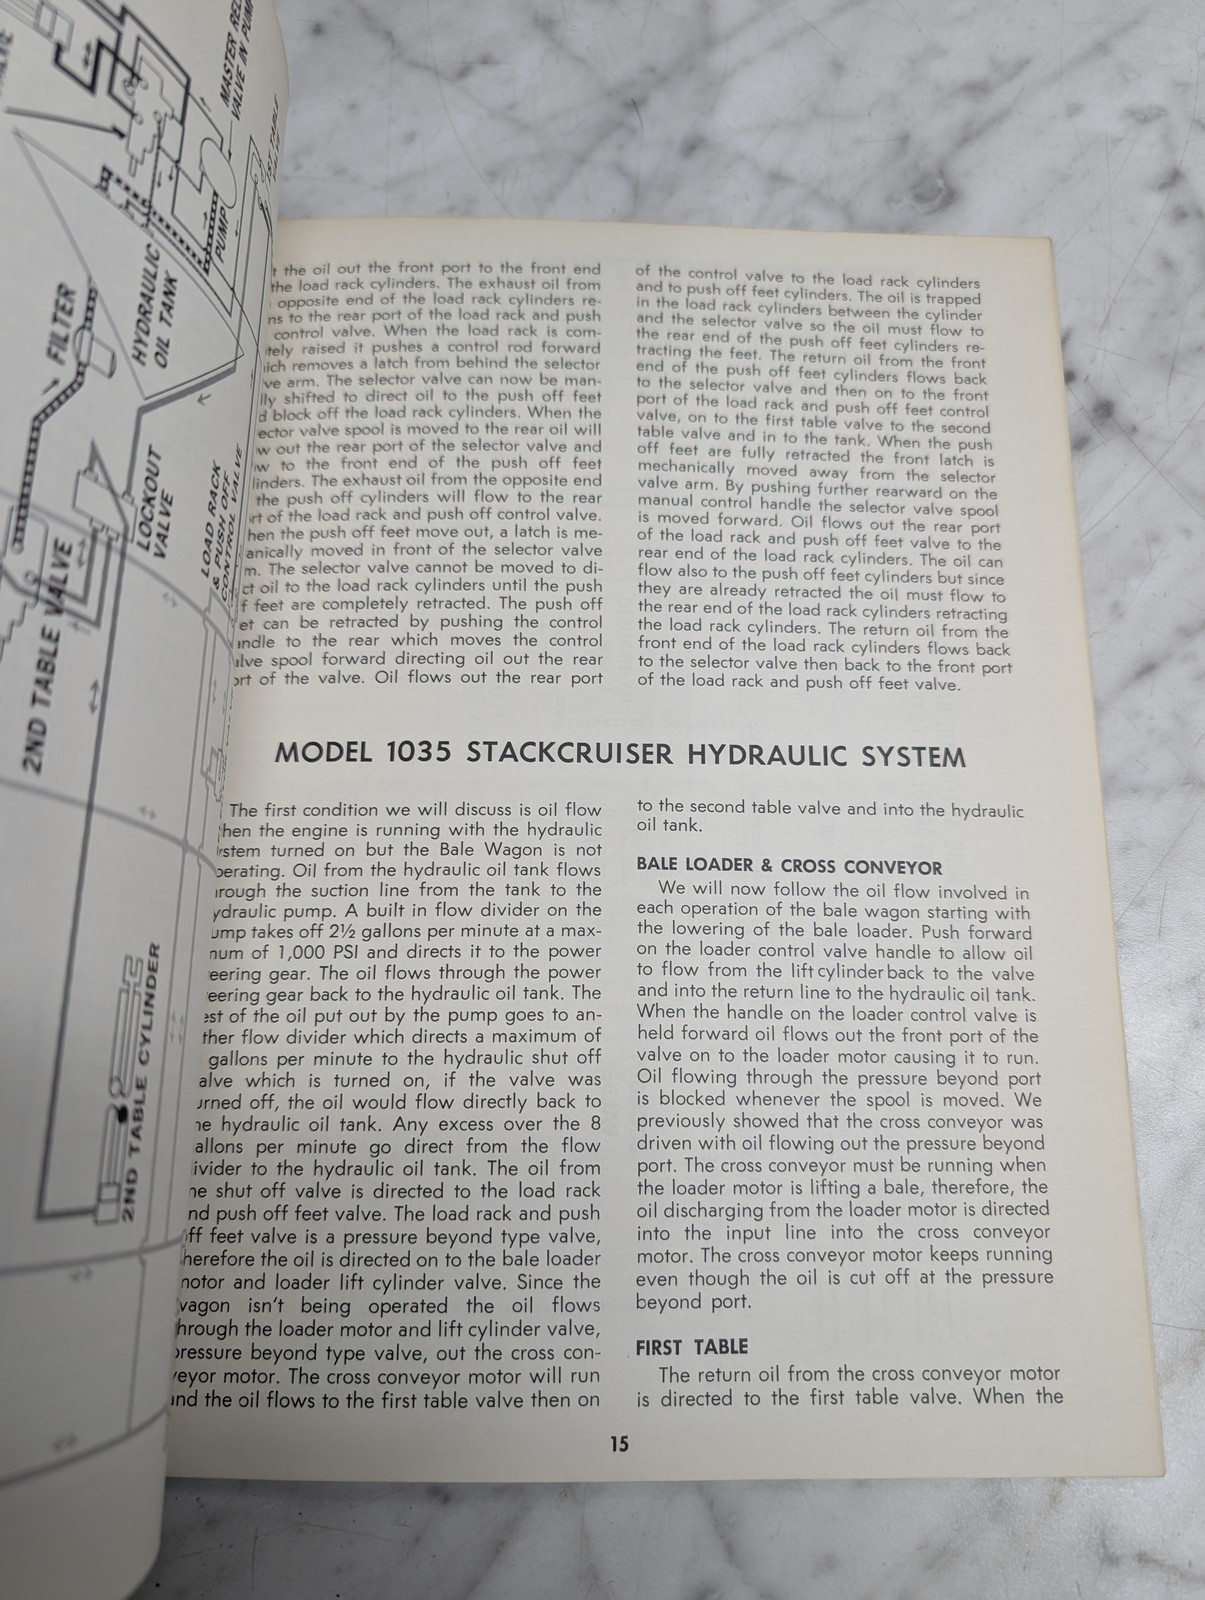 MASTER
VALVE IN PUMP
PUMP
HYDRAULIC
OIL TANK
FILTER
LOCKOUT
VALVE
LOAD RACK
& PUSH OFF
CONTROL VALVE
2ND TABLE VALVE
2ND TABLE CYLINDER
the oil out the front port to the front end
the load rack cylinders. The exhaust oil from
opposite end of the load rack cylinders re-
to the rear port of the load rack and push
control valve. When the load rack is com-
raised it pushes a control rod forward
removes a latch from behind the selector
arm. The selector valve can now be man-
shifted to direct oil to the push off feet
block off the load rack cylinders. When the
valve spool is moved to the rear oil will
out the rear port of the selector valve and
to the front end of the push off feet
The exhaust oil from the opposite end
the push off cylinders will flow to the rear
of the load rack and push off control valve.
the push off feet move out, a latch is me-
moved in front of the selector valve
The selector valve cannot be moved to di-
oil to the load rack cylinders until the push
feet are completely retracted. The push off
can be retracted by pushing the control
to the rear which moves the control
spool forward directing oil out the rear
of the valve. Oil flows out the rear port
of the control valve to the load rack cylinders
and to push off feet cylinders. The oil is trapped
in the load rack cylinders between the cylinder
and the selector valve so the oil must flow to
the rear end of the push off feet cylinders re-
tracting the feet. The return oil from the front
end of the push off feet cylinders flows back
to the selector valve and then on to the front
port of the load rack and push off feet control
valve, on to the first table valve to the second
table valve and in to the tank. When the push
off feet are fully retracted the front latch is
mechanically moved away from the selector
valve arm. By pushing further rearward on the
manual control handle the selector valve spool
is moved forward. Oil flows out the rear port
of the load rack and push off feet valve to the
rear end of the load rack cylinders. The oil can
flow also to the push off feet cylinders but since
they are already retracted the oil must flow to
the rear end of the load rack cylinders retracting
the load rack cylinders. The return oil from the
front end of the load rack cylinders flows back
to the selector valve then back to the front port
of the load rack and push off feet valve.
MODEL 1035 STACKCRUISER HYDRAULIC SYSTEM
The first condition we will discuss is oil flow
the engine is running with the hydraulic
turned on but the Bale Wagon is not
Oil from the hydraulic oil tank flows
the suction line from the tank to the
pump. A built in flow divider on the
takes off 2½ gallons per minute at a max-
of 1,000 PSI and directs it to the power
gear. The oil flows through the power
gear back to the hydraulic oil tank. The
of the oil put out by the pump goes to an-
flow divider which directs a maximum of
gallons per minute to the hydraulic shut off
which is turned on, if the valve was
off, the oil would flow directly back to
hydraulic oil tank. Any excess over the 8
per minute go direct from the flow
to the hydraulic oil tank. The oil from
shut off valve is directed to the load rack
push off feet valve. The load rack and push
feet valve is a pressure beyond type valve,
the oil is directed on to the bale loader
and loader lift cylinder valve. Since the
isn't being operated the oil flows
the loader motor and lift cylinder valve,
beyond type valve, out the cross con-
motor. The cross conveyor motor will run
the oil flows to the first table valve then on
to the second table valve and into the hydraulic
oil tank.
BALE LOADER & CROSS CONVEYOR
We will now follow the oil flow involved in
each operation of the bale wagon starting with
the lowering of the bale loader. Push forward
on the loader control valve handle to allow oil
to flow from the lift cylinder back to the valve
and into the return line to the hydraulic oil tank.
When the handle on the loader control valve is
held forward oil flows out the front port of the
valve on to the loader motor causing it to run.
Oil flowing through the pressure beyond port
is blocked whenever the spool is moved. We
previously showed that the cross conveyor was
driven with oil flowing out the pressure beyond
port. The cross conveyor must be running when
the loader motor is lifting a bale, therefore, the
oil discharging from the loader motor is directed
into the input line into the cross conveyor
motor. The cross conveyor motor keeps running
even though the oil is cut off at the pressure
beyond port.
FIRST TABLE
The return oil from the cross conveyor motor
is directed to the first table valve. When the
15